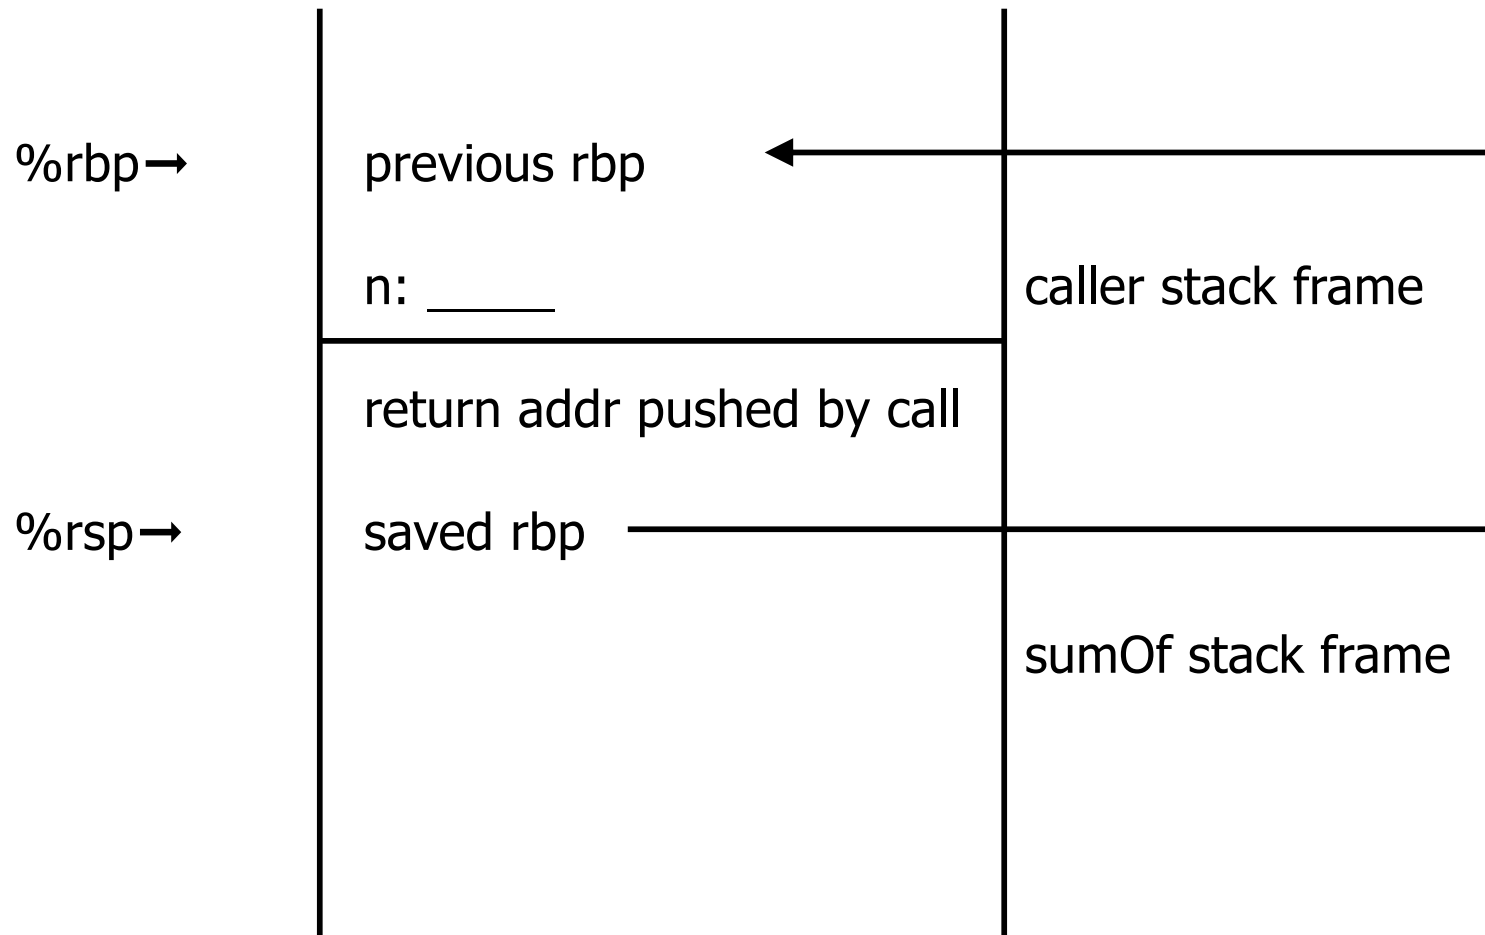 %rbp→ previous rbp
n: _____ caller stack frame
return addr pushed by call
%rsp→ saved rbp
sumOf stack frame